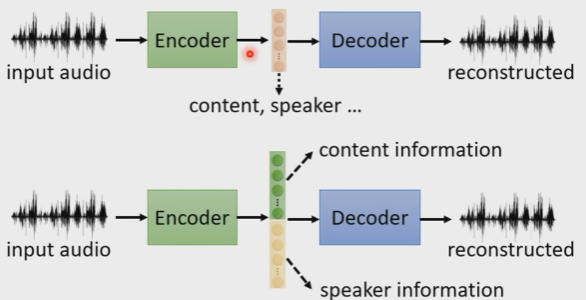 Encoder
Decoder
input audio
reconstructed
content, speaker ...
content information
Encoder
Decoder
input audio
reconstructed
speaker information